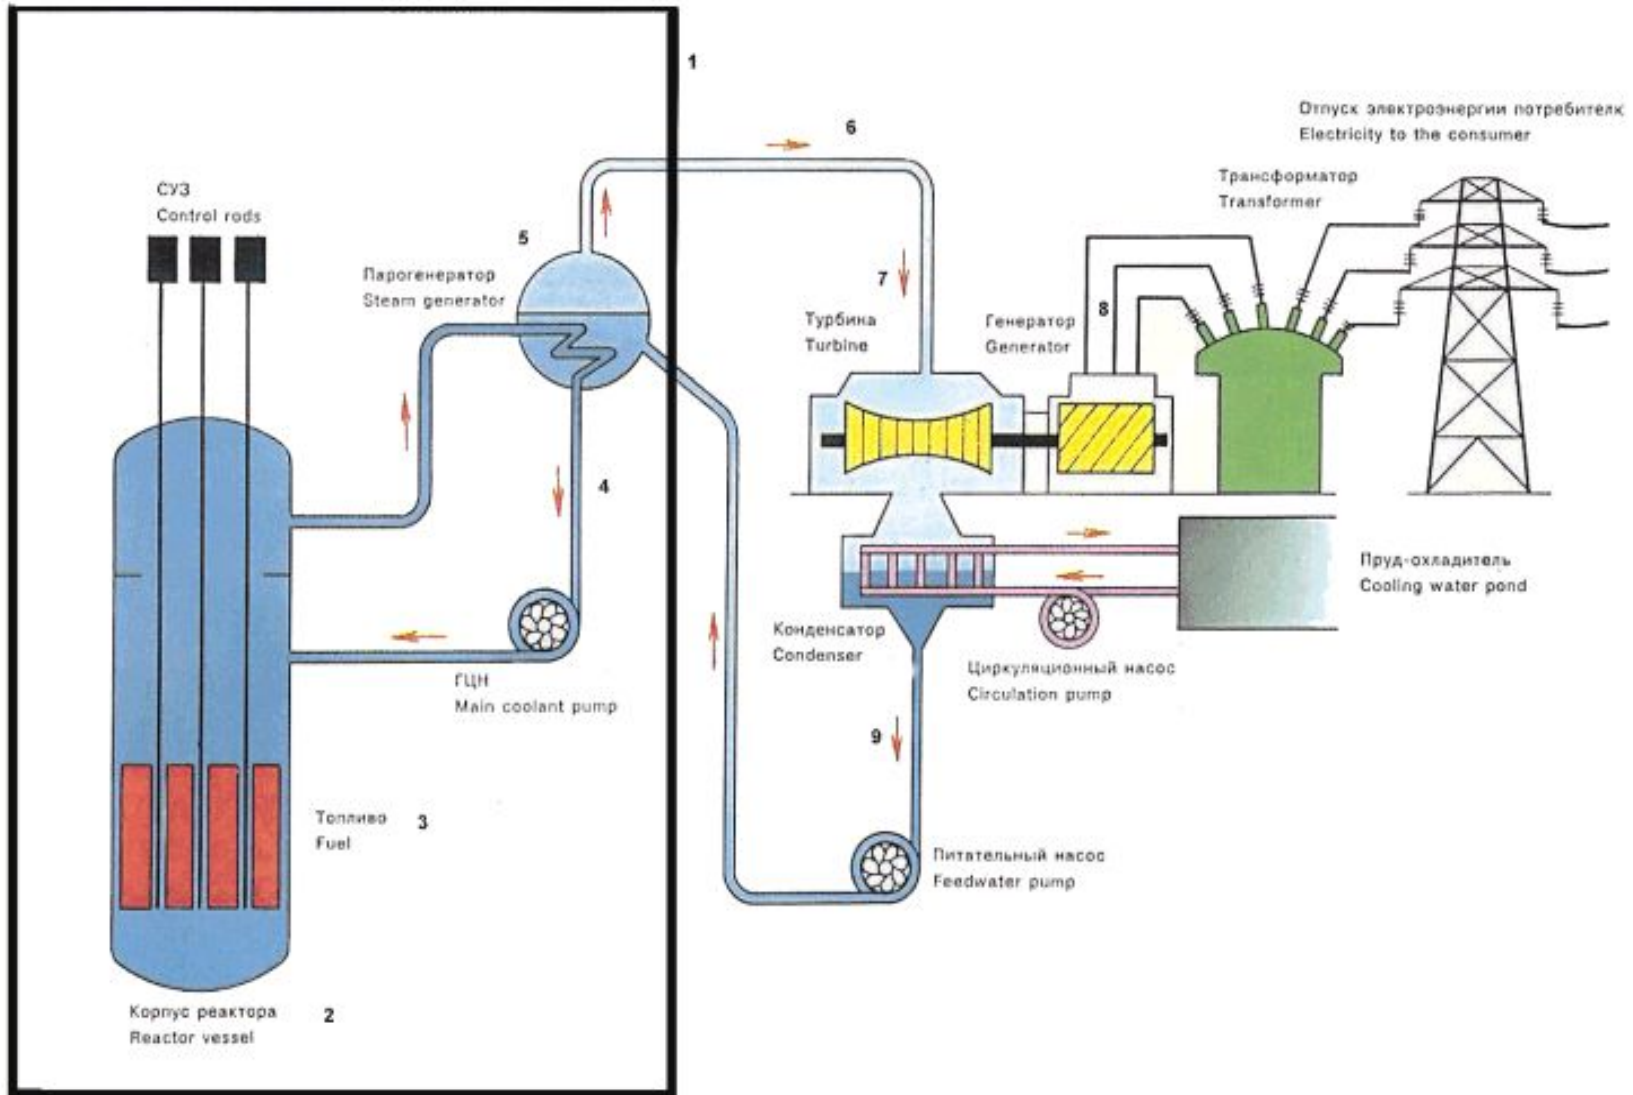 1
6
Отпуск электроэнергии потребителк
Electricity to the consumer
Трансформатор
Transformer
СУЗ
Control rods
5
Парогенератор
Steam generator
7
Турбина
Turbine
Генератор
Generator
8
4
Пруд-охладитель
Cooling water pond
Конденсатор
Condenser
Циркуляционный насос
Circulation pump
ГЦН
Main coolant pump
9
Топливо
Fuel
3
Питательный насос
Feedwater pump
Корпус реактора
Reactor vessel
2